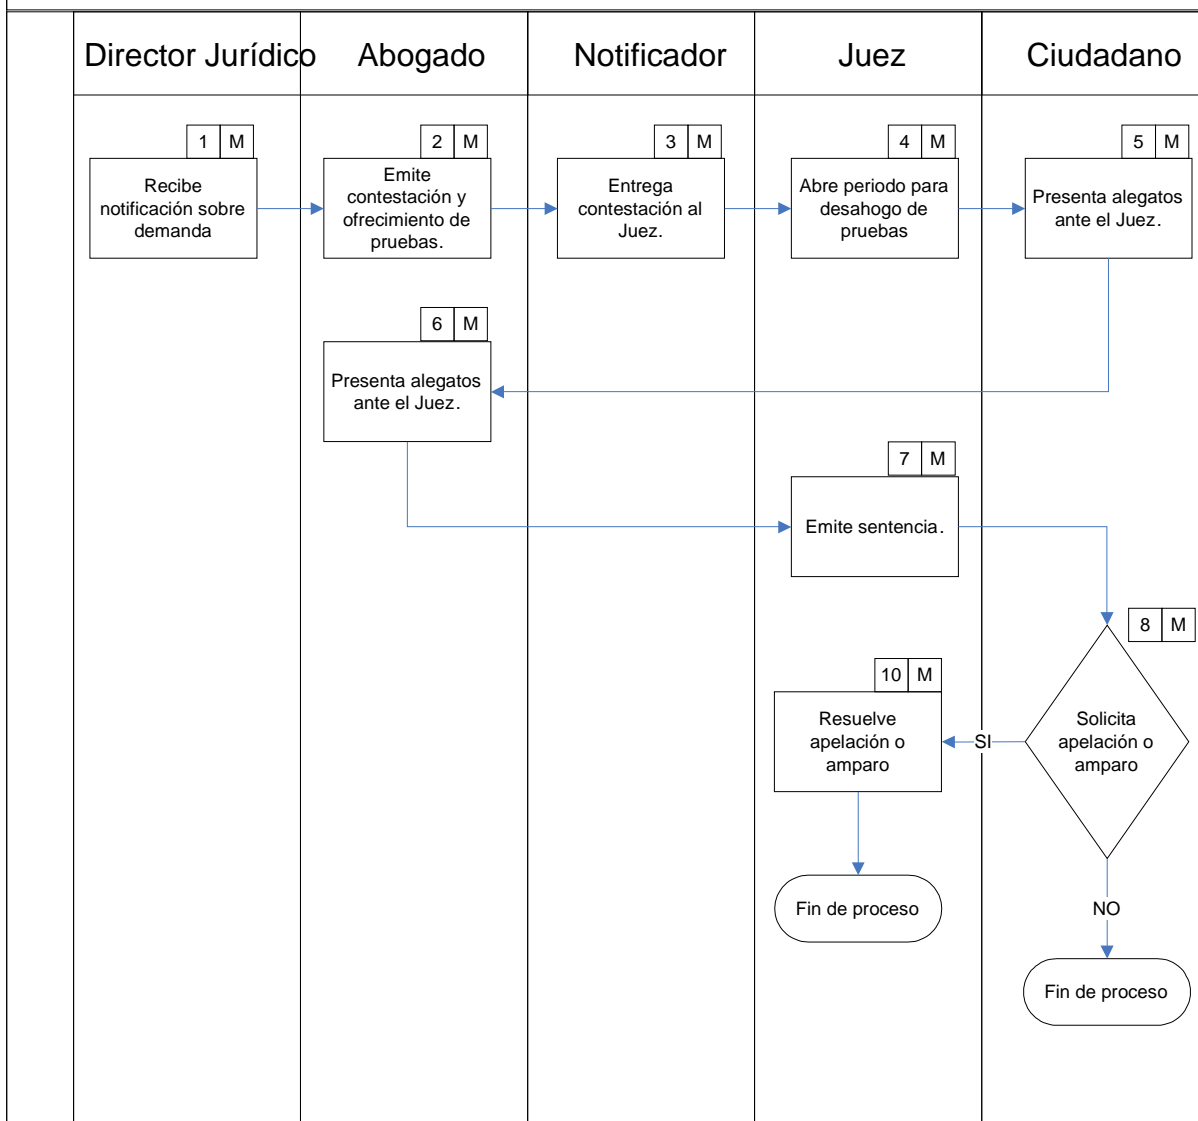 Director Jurídico
Abogado
Notificador
Juez
Ciudadano
1 M
Recibe
notificación sobre
demanda
2 M
Emite
contestación y
ofrecimiento de
pruebas.
3 M
Entrega
contestación al
Juez.
4 M
Abre periodo para
desahogo de
pruebas
5 M
Presenta alegatos
ante el Juez.
6 M
Presenta alegatos
ante el Juez.
7 M
Emite sentencia.
8 M
Solicita
apelación o
amparo
SI
10 M
Resuelve
apelación o
amparo
Fin de proceso
NO
Fin de proceso